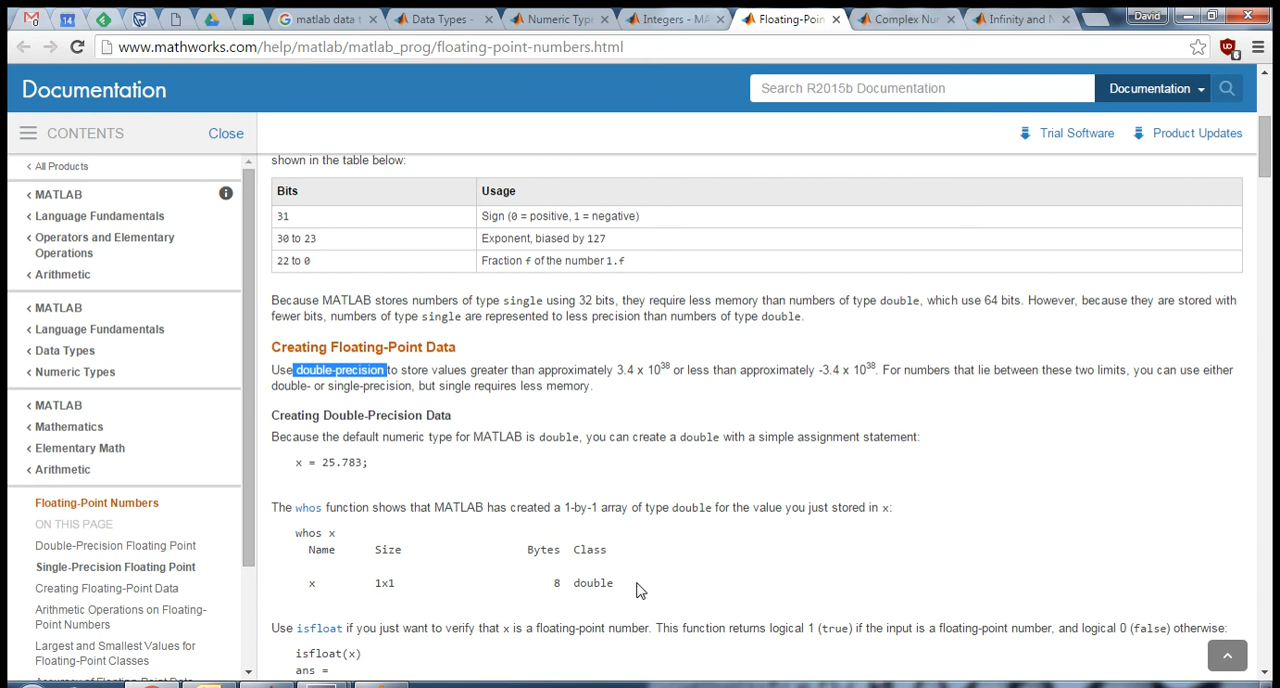 matlab data t
Data Types -
Numeric Type
Integers - MA
Floating-Poin
Complex Nu
Infinity and N
David
14
www.mathworks.com/help/matlab/matlab_prog/floating-point-numbers.html
Documentation
Search R2015b Documentation
Documentation
CONTENTS
Close
Trial Software
Product Updates
< All Products
< MATLAB
< Language Fundamentals
< Operators and Elementary
Operations
< Arithmetic
< MATLAB
< Language Fundamentals
< Data Types
< Numeric Types
< MATLAB
< Mathematics
< Elementary Math
< Arithmetic
Floating-Point Numbers
ON THIS PAGE
Double-Precision Floating Point
Single-Precision Floating Point
Creating Floating-Point Data
Arithmetic Operations on Floating-
Point Numbers
Largest and Smallest Values for
Floating-Point Classes
Accuracy of Floating-Point Data
shown in the table below:
Bits Usage
31 Sign (0 = positive, 1 = negative)
30 to 23 Exponent, biased by 127
22 to 0 Fraction f of the number 1.f
Because MATLAB stores numbers of type single using 32 bits, they require less memory than numbers of type double, which use 64 bits. However, because they are stored with
fewer bits, numbers of type single are represented to less precision than numbers of type double.
Creating Floating-Point Data
Use double-precision to store values greater than approximately 3.4 x 10³⁸ or less than approximately -3.4 x 10³⁸. For numbers that lie between these two limits, you can use either
double- or single-precision, but single requires less memory.
Creating Double-Precision Data
Because the default numeric type for MATLAB is double, you can create a double with a simple assignment statement:
x = 25.783;
The whos function shows that MATLAB has created a 1-by-1 array of type double for the value you just stored in x:
whos x
Name Size Bytes Class
x 1x1 8 double
Use isfloat if you just want to verify that x is a floating-point number. This function returns logical 1 (true) if the input is a floating-point number, and logical 0 (false) otherwise:
isfloat(x)
ans =